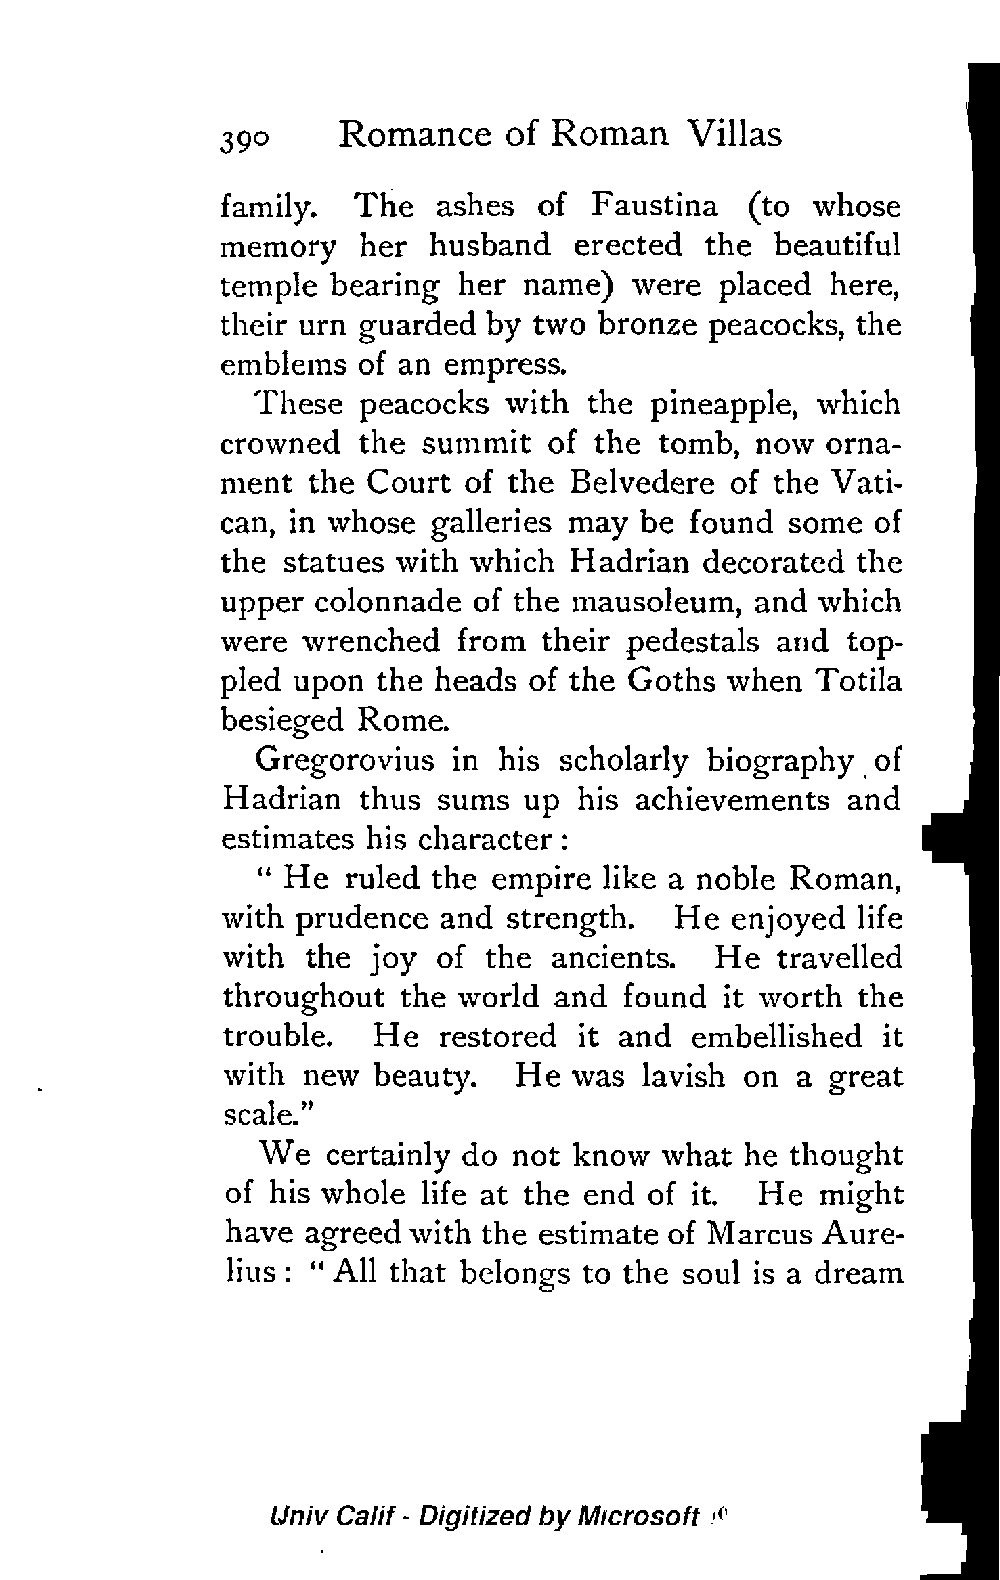 390 Romance of Roman Villas
family. The ashes of Faustina (to whose
memory her husband erected the beautiful
temple bearing her name) were placed here,
their urn guarded by two bronze peacocks, the
emblems of an empress.
These peacocks with the pineapple, which
crowned the summit of the tomb, now orna-
ment the Court of the Belvedere of the Vati-
can, in whose galleries may be found some of
the statues with which Hadrian decorated the
upper colonnade of the mausoleum, and which
were wrenched from their pedestals and top-
pled upon the heads of the Goths when Totila
besieged Rome.
Gregorovius in his scholarly biography of
Hadrian thus sums up his achievements and
estimates his character :
“ He ruled the empire like a noble Roman,
with prudence and strength. He enjoyed life
with the joy of the ancients. He travelled
throughout the world and found it worth the
trouble. He restored it and embellished it
with new beauty. He was lavish on a great
scale.”
We certainly do not know what he thought
of his whole life at the end of it. He might
have agreed with the estimate of Marcus Aure-
lius : “ All that belongs to the soul is a dream
Univ Calif - Digitized by Microsoft